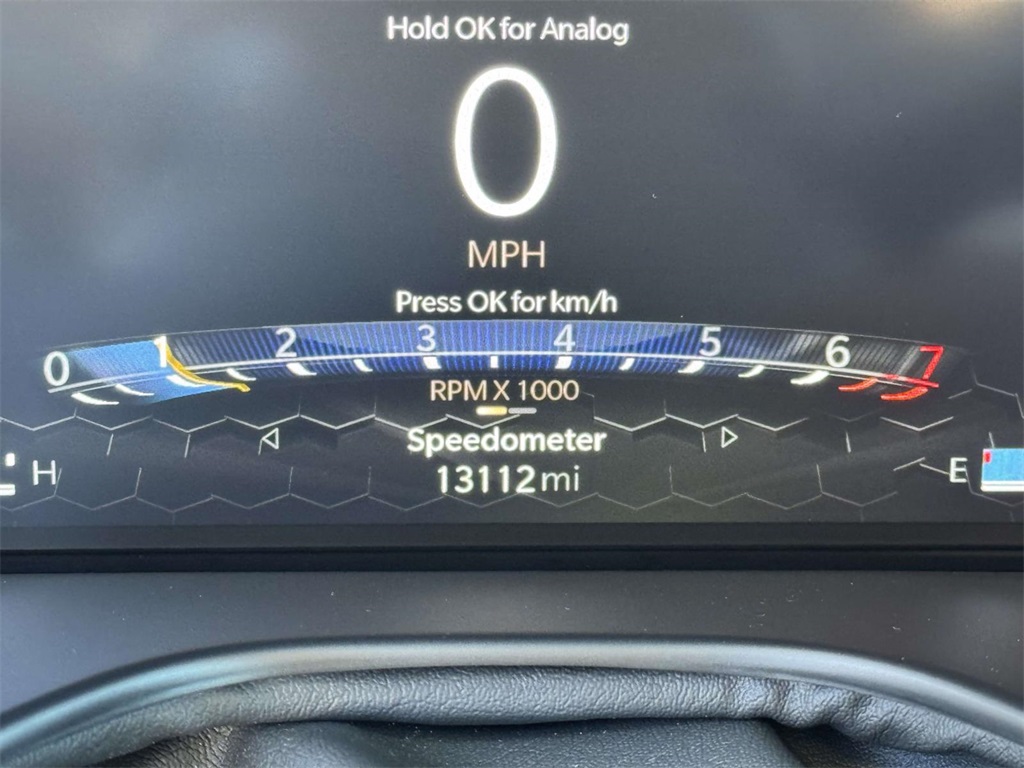 Hold OK for Analog
0
MPH
Press OK for km/h
0 1 2 3 4 5 6 7
RPM X 1000
Speedometer
H
E
13112 mi